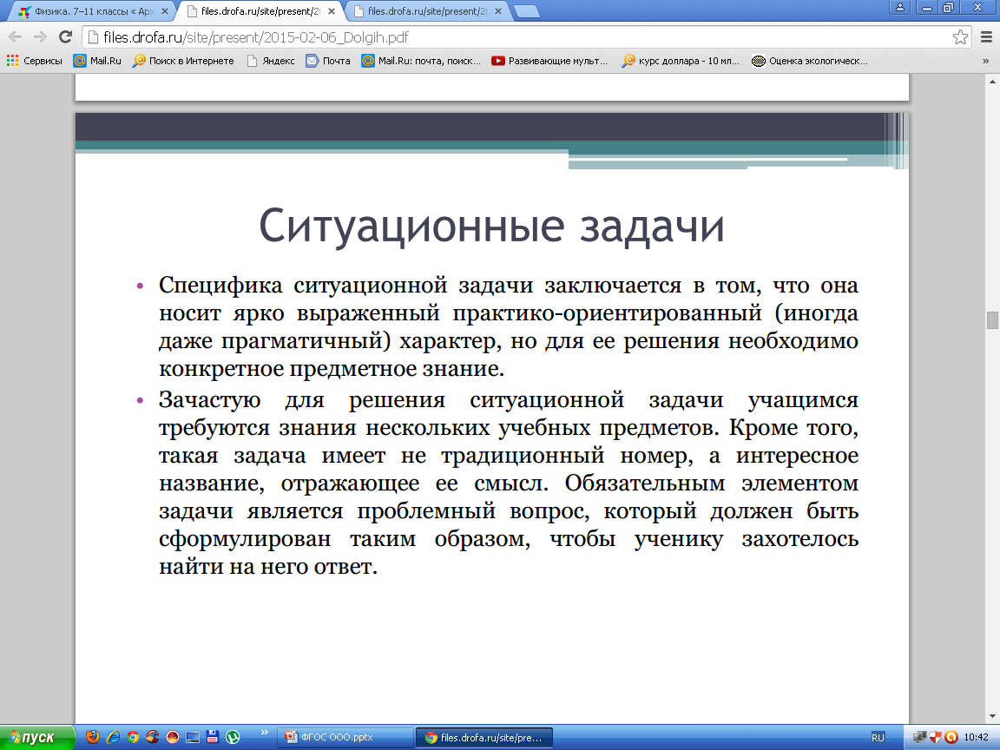 Физика. 7–11 классы « Арх
files.drofa.ru/site/present/20
files.drofa.ru/site/present/20
files.drofa.ru/site/present/2015-02-06_Dolgih.pdf
Сервисы
Mail.Ru
Поиск в Интернете
Яндекс
Почта
Mail.Ru: почта, поиск...
Развивающие мульт...
курс доллара - 10 мл...
Оценка экологическ...
»
Ситуационные задачи
• Специфика ситуационной задачи заключается в том, что она
носит ярко выраженный практико-ориентированный (иногда
даже прагматичный) характер, но для ее решения необходимо
конкретное предметное знание.
• Зачастую для решения ситуационной задачи учащимся
требуются знания нескольких учебных предметов. Кроме того,
такая задача имеет не традиционный номер, а интересное
название, отражающее ее смысл. Обязательным элементом
задачи является проблемный вопрос, который должен быть
сформулирован таким образом, чтобы ученику захотелось
найти на него ответ.
пуск
»
ФГОС ООО.pptx
files.drofa.ru/site/pre...
RU
10:42